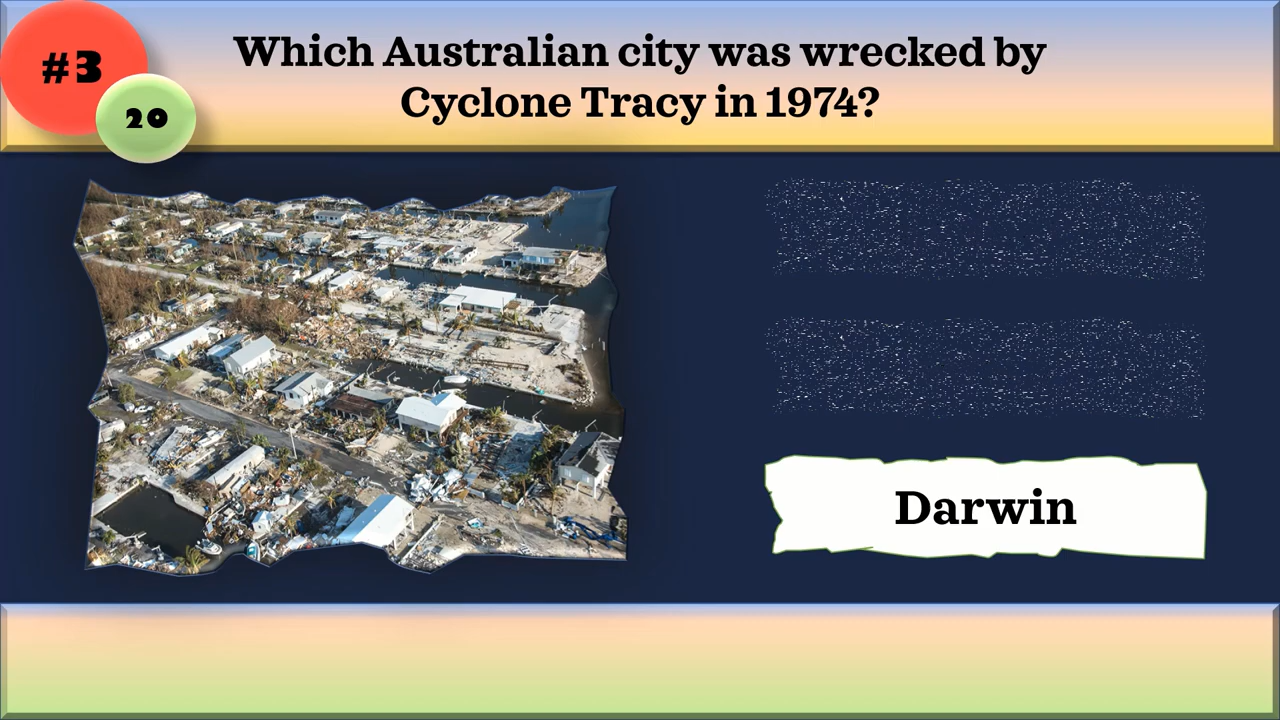 #3
20
Which Australian city was wrecked by
Cyclone Tracy in 1974?
Darwin